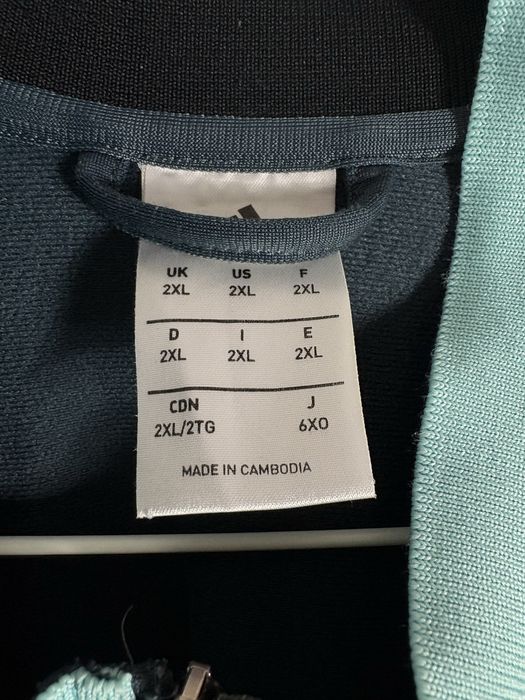 UK US F
2XL 2XL 2XL
D I E
2XL 2XL 2XL
CDN J
2XL/2TG 6XO
MADE IN CAMBODIA